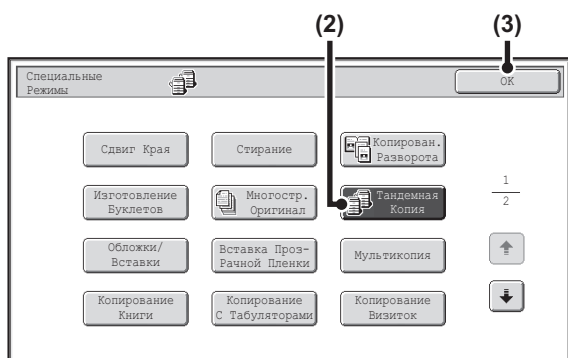 (2) (3)
Специальные
Режимы
OK
Сдвиг Края
Стирание
Копирован.
Разворота
Изготовление
Буклетов
Многостр.
Оригинал
Тандемная
Копия
1
2
Обложки/
Вставки
Вставка Проз-
Рачной Пленки
Мультикопия
Копирование
Книги
Копирование
С Табуляторами
Копирование
Визиток